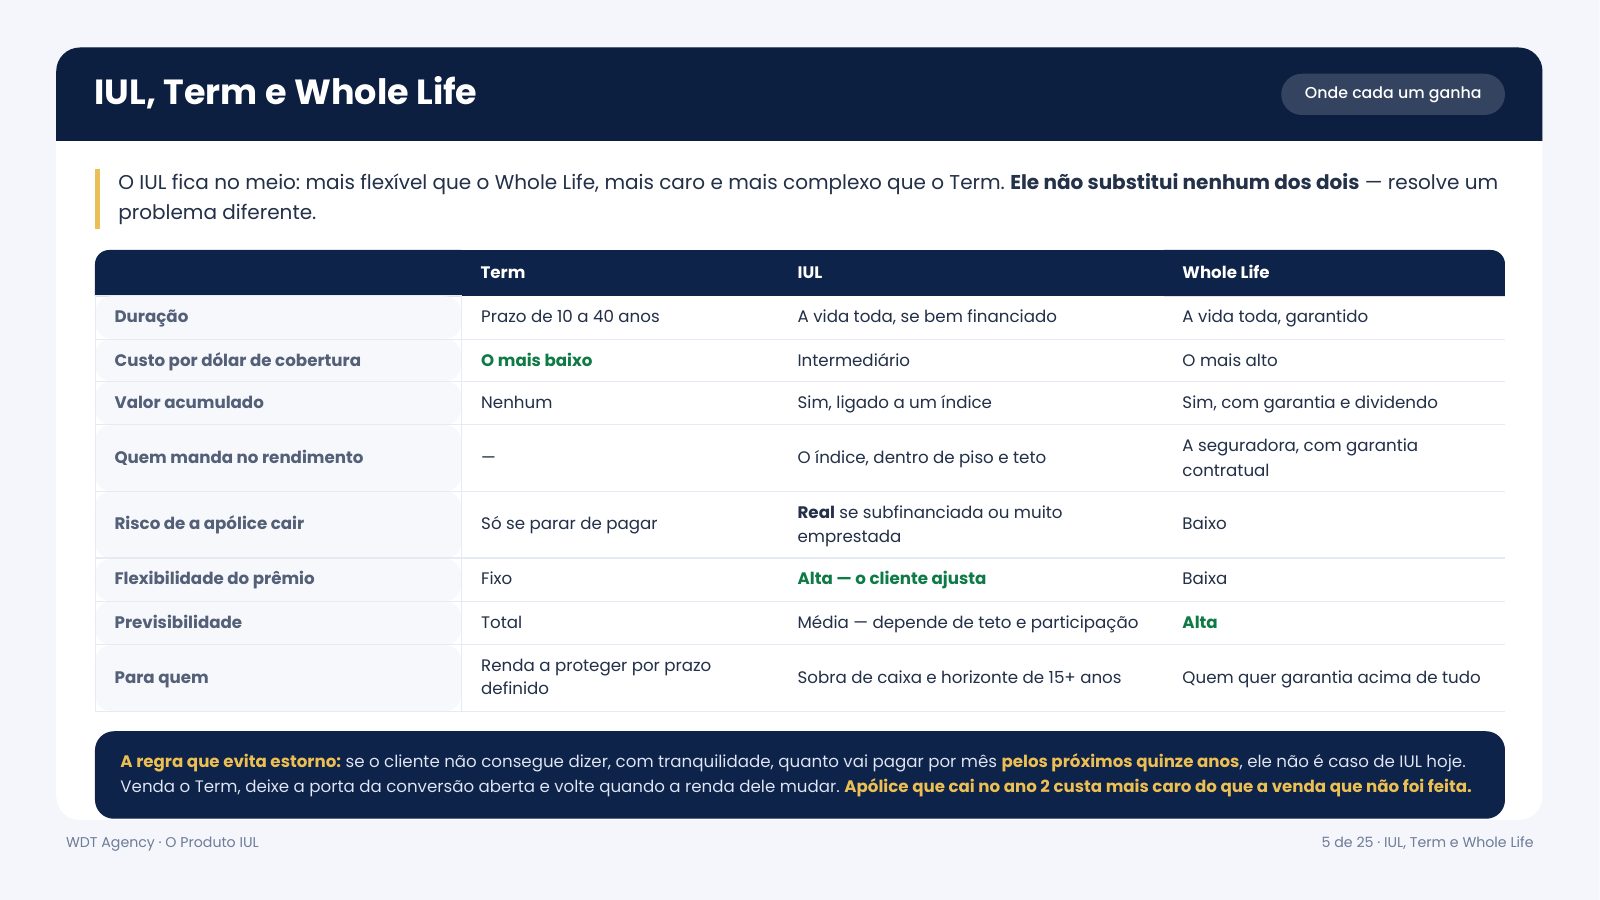 IUL, Term e Whole Life
Onde cada um ganha
O IUL fica no meio: mais flexível que o Whole Life, mais caro e mais complexo que o Term. Ele não substitui nenhum dos dois — resolve um
problema diferente.
Term IUL Whole Life
Duração Prazo de 10 a 40 anos A vida toda, se bem financiado A vida toda, garantido
Custo por dólar de cobertura O mais baixo Intermediário O mais alto
Valor acumulado Nenhum Sim, ligado a um índice Sim, com garantia e dividendo
Quem manda no rendimento — O índice, dentro de piso e teto A seguradora, com garantia
contratual
Risco de a apólice cair Só se parar de pagar Real se subfinanciada ou muito
emprestada Baixo
Flexibilidade do prêmio Fixo Alta — o cliente ajusta Baixa
Previsibilidade Total Média — depende de teto e participação Alta
Para quem Renda a proteger por prazo
definido Sobra de caixa e horizonte de 15+ anos Quem quer garantia acima de tudo
A regra que evita estorno: se o cliente não consegue dizer, com tranquilidade, quanto vai pagar por mês pelos próximos quinze anos, ele não é caso de IUL hoje.
Venda o Term, deixe a porta da conversão aberta e volte quando a renda dele mudar. Apólice que cai no ano 2 custa mais caro do que a venda que não foi feita.
WDT Agency · O Produto IUL
5 de 25 · IUL, Term e Whole Life